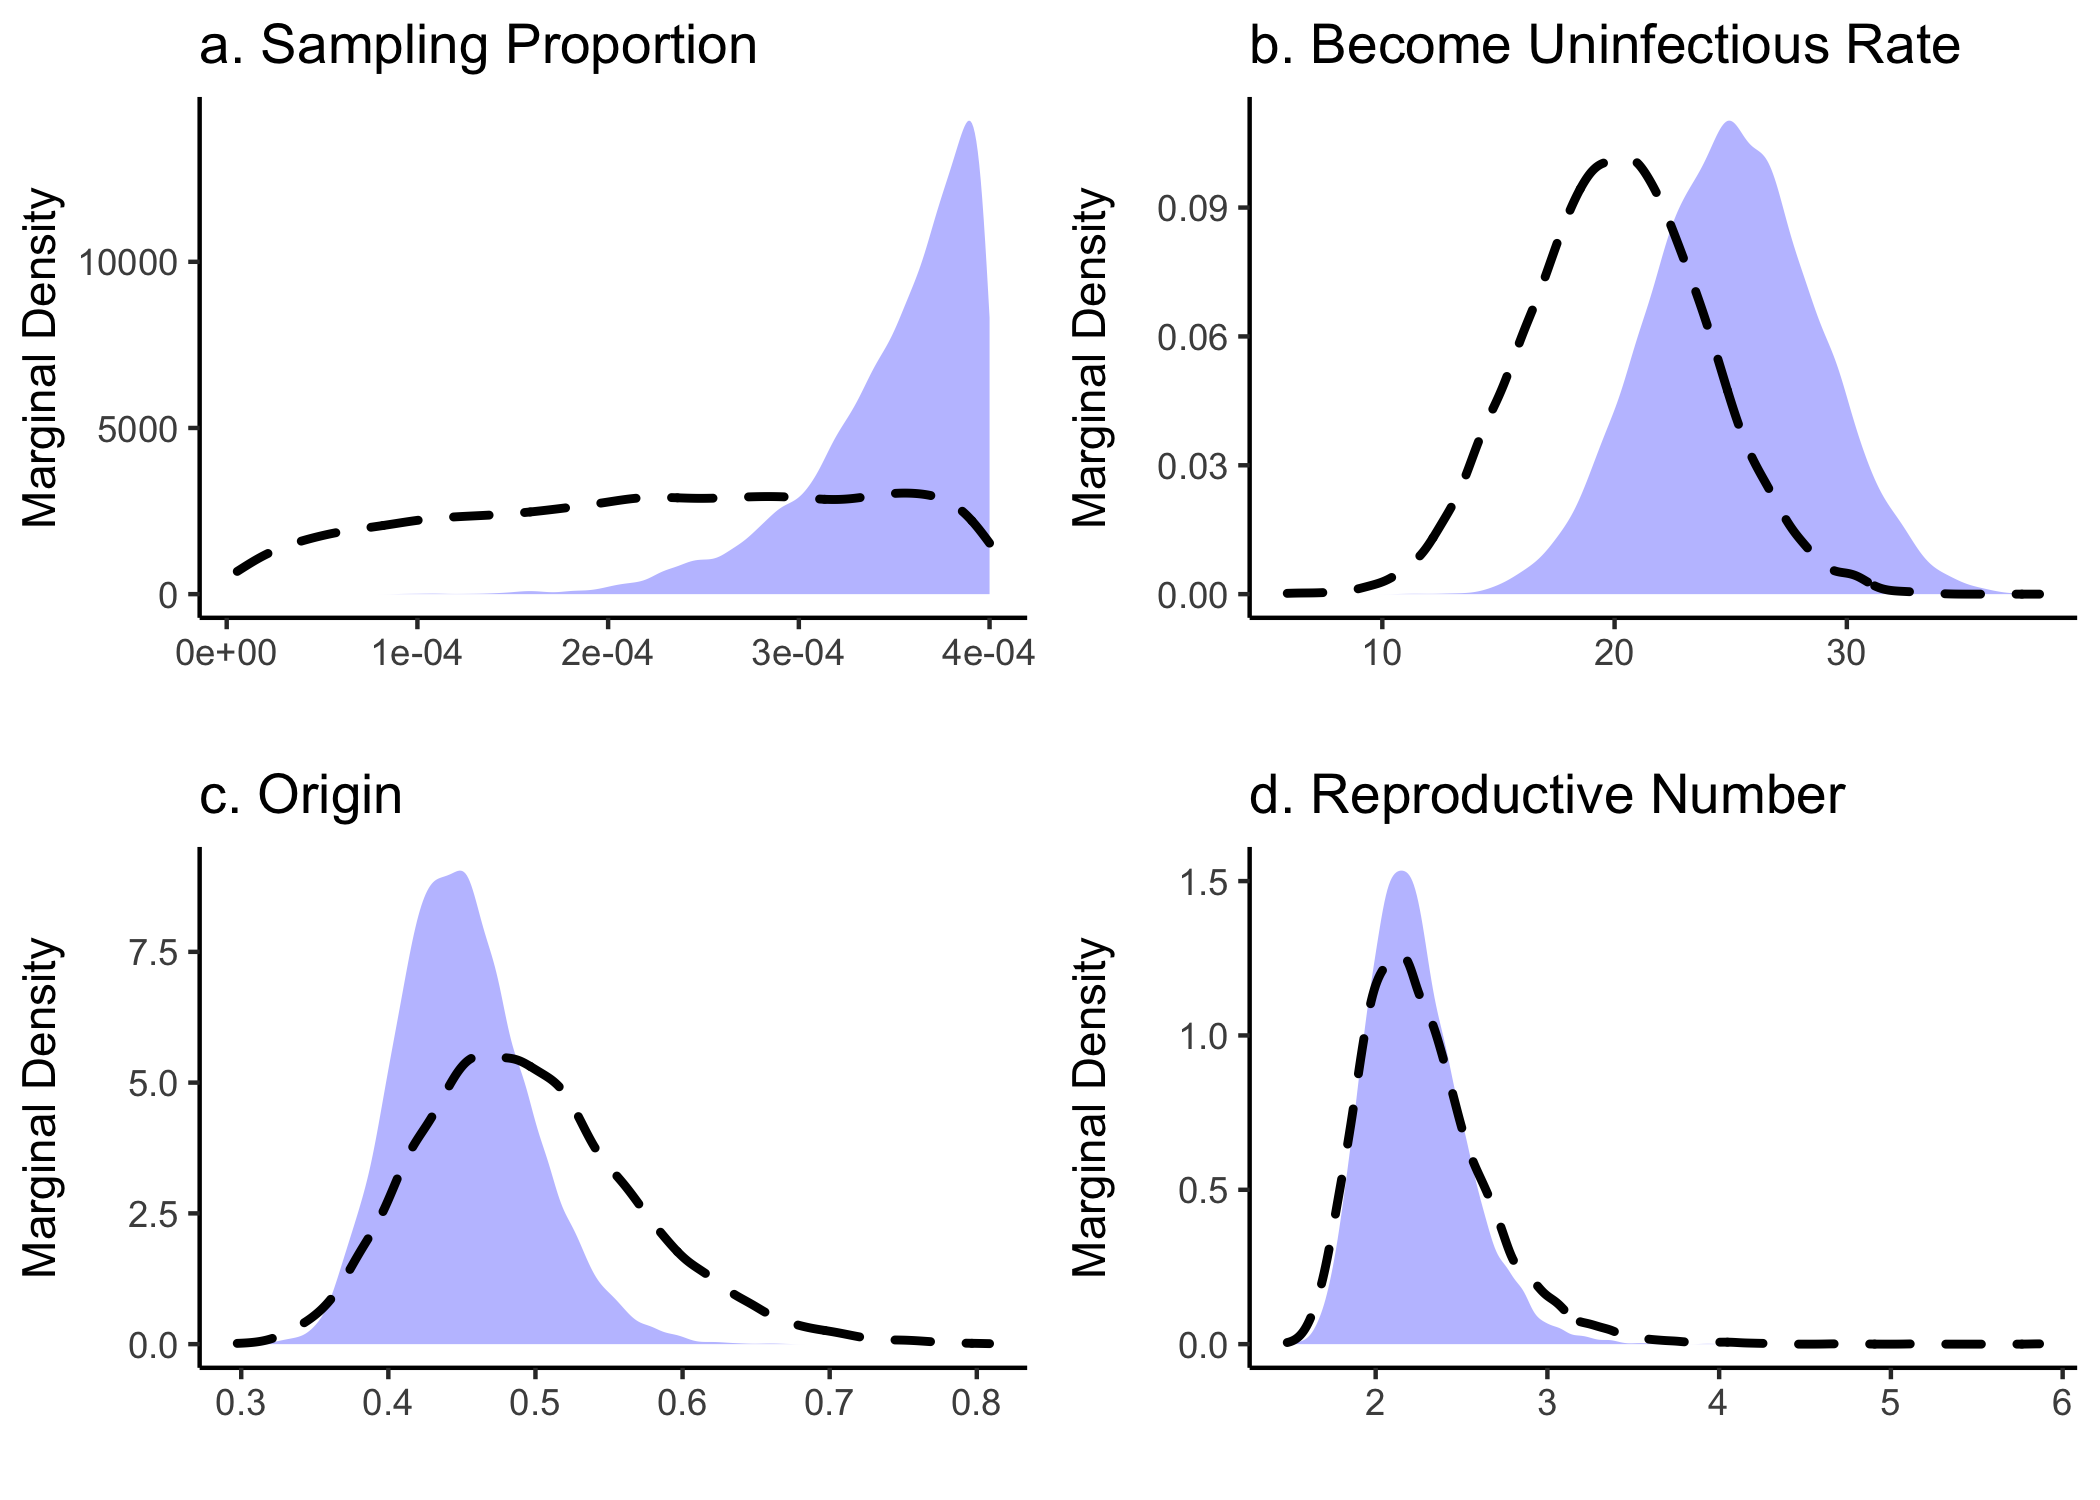 a. Sampling Proportion
Marginal Density
10000
5000
0
0e+00 1e-04 2e-04 3e-04 4e-04
b. Become Uninfectious Rate
Marginal Density
0.09
0.06
0.03
0.00
10 20 30
c. Origin
Marginal Density
7.5
5.0
2.5
0.0
0.3 0.4 0.5 0.6 0.7 0.8
d. Reproductive Number
Marginal Density
1.5
1.0
0.5
0.0
2 3 4 5 6